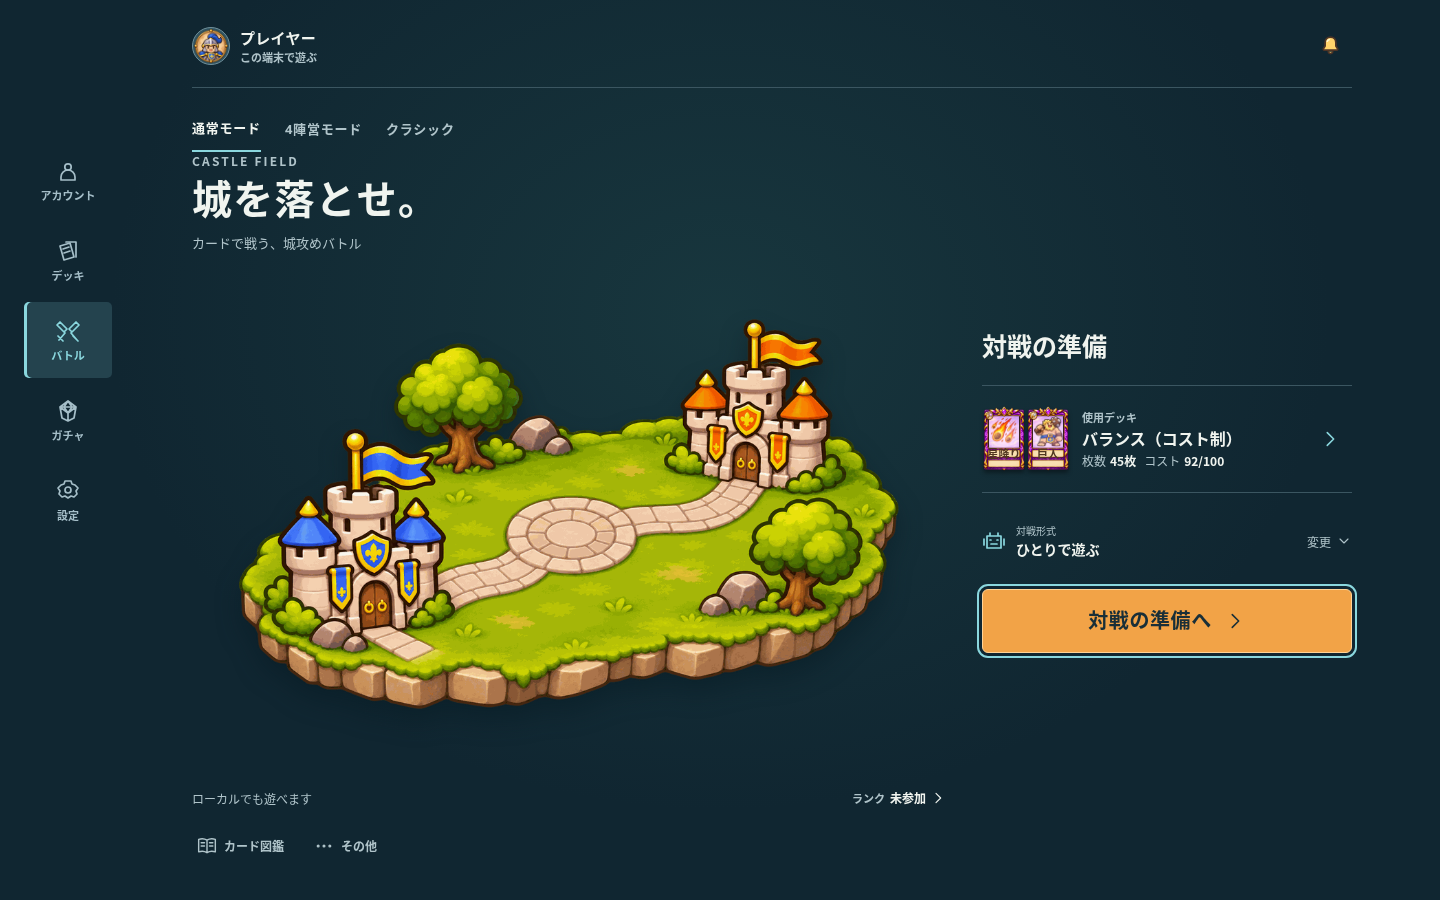 プレイヤー
この端末で遊ぶ
通常モード
4陣営モード
クラシック
CASTLE FIELD
城を落とせ。
カードで戦う、城攻めバトル
アカウント
デッキ
バトル
ガチャ
設定
対戦の準備
使用デッキ
バランス（コスト制）
枚数 45枚 コスト 92/100
巨人
対戦形式
ひとりで遊ぶ
変更
対戦の準備へ
ローカルでも遊べます
ランク 未参加
カード図鑑
その他